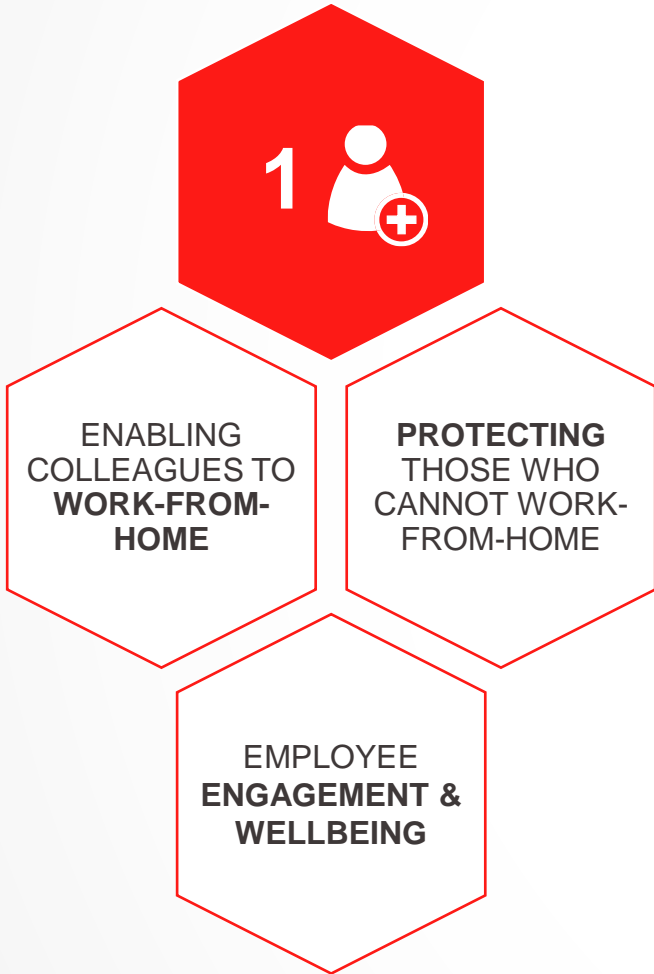 1
ENABLING
COLLEAGUES TO
WORK-FROM-
HOME
PROTECTING
THOSE WHO
CANNOT WORK-
FROM-HOME
EMPLOYEE
ENGAGEMENT &
WELLBEING